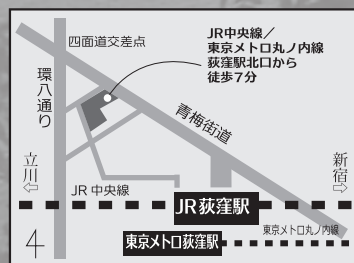 四面道交差点
JR中央線／
東京メトロ丸ノ内線
荻窪駅北口から
徒歩7分
環八通り
青梅街道
立川
新宿
JR 中央線
JR荻窪駅
東京メトロ丸ノ内線
東京メトロ荻窪駅